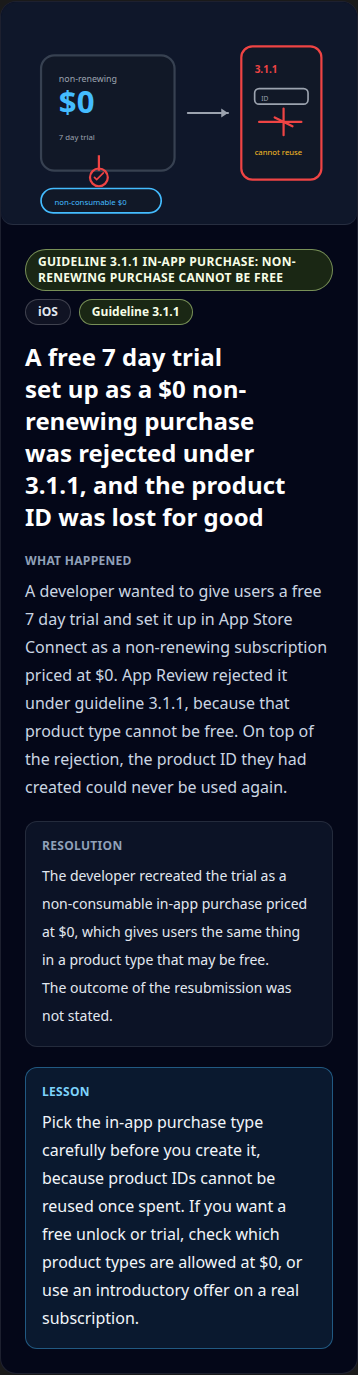 non-renewing
$0
7 day trial
non-consumable $0
3.1.1
ID
cannot reuse
GUIDELINE 3.1.1 IN-APP PURCHASE: NON-
RENEWING PURCHASE CANNOT BE FREE
iOS
Guideline 3.1.1
A free 7 day trial
set up as a $0 non-
renewing purchase
was rejected under
3.1.1, and the product
ID was lost for good
WHAT HAPPENED
A developer wanted to give users a free
7 day trial and set it up in App Store
Connect as a non-renewing subscription
priced at $0. App Review rejected it
under guideline 3.1.1, because that
product type cannot be free. On top of
the rejection, the product ID they had
created could never be used again.
RESOLUTION
The developer recreated the trial as a
non-consumable in-app purchase priced
at $0, which gives users the same thing
in a product type that may be free.
The outcome of the resubmission was
not stated.
LESSON
Pick the in-app purchase type
carefully before you create it,
because product IDs cannot be
reused once spent. If you want a
free unlock or trial, check which
product types are allowed at $0, or
use an introductory offer on a real
subscription.